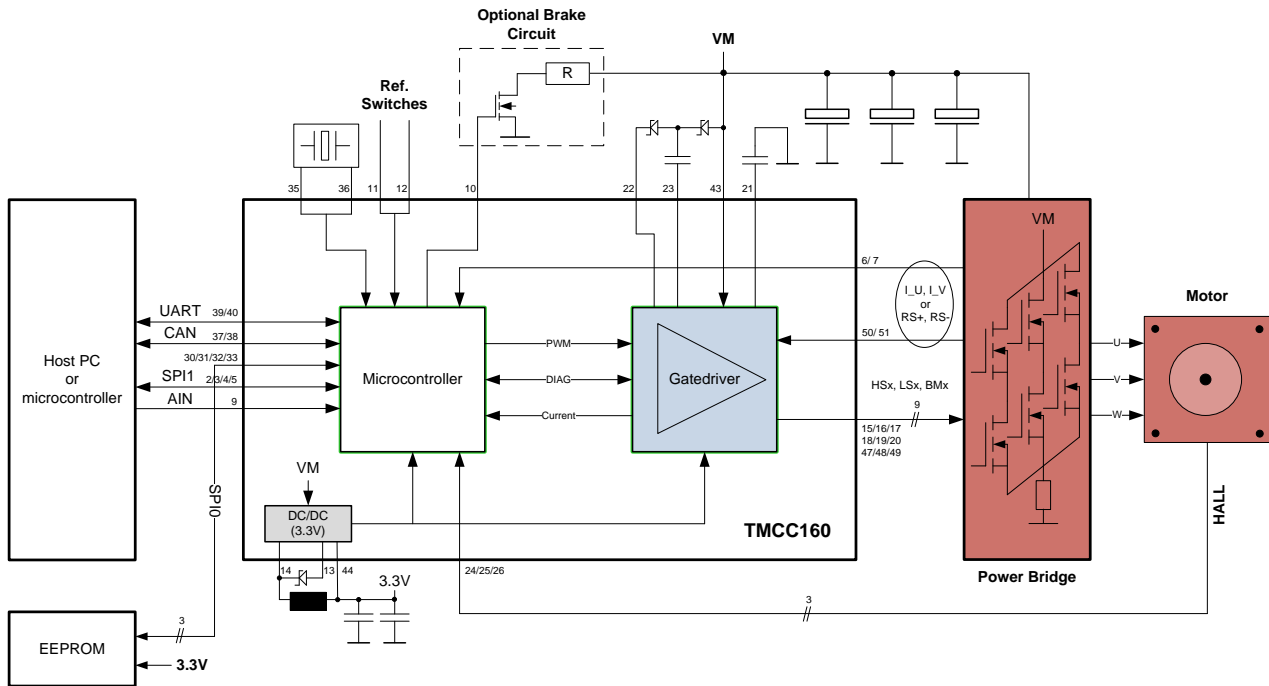 Optional Brake
Circuit
VM
R
Ref.
Switches
35
36
11
12
10
22
23
43
21
Host PC
or
microcontroller
UART
39/40
CAN
37/38
30/31/32/33
SPI1
2/3/4/5
AIN
9
Microcontroller
PWM
DIAG
Current
Gatedriver
6/ 7
I_U, I_V
or
RS+, RS-
50/ 51
HSx, LSx, BMx
9
15/16/17
18/19/20
47/48/49
VM
Power Bridge
Motor
U
V
W
HALL
SPI0
VM
DC/DC
(3.3V)
TMCC160
14
13
44
24/25/26
3.3V
3
EEPROM
3
3.3V